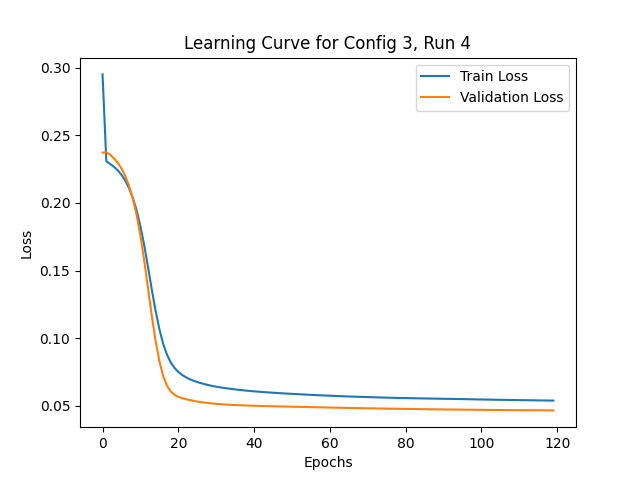 Learning Curve for Config 3, Run 4
Train Loss
Validation Loss
0.30
0.25
0.20
0.15
0.10
0.05
Loss
0 20 40 60 80 100 120
Epochs